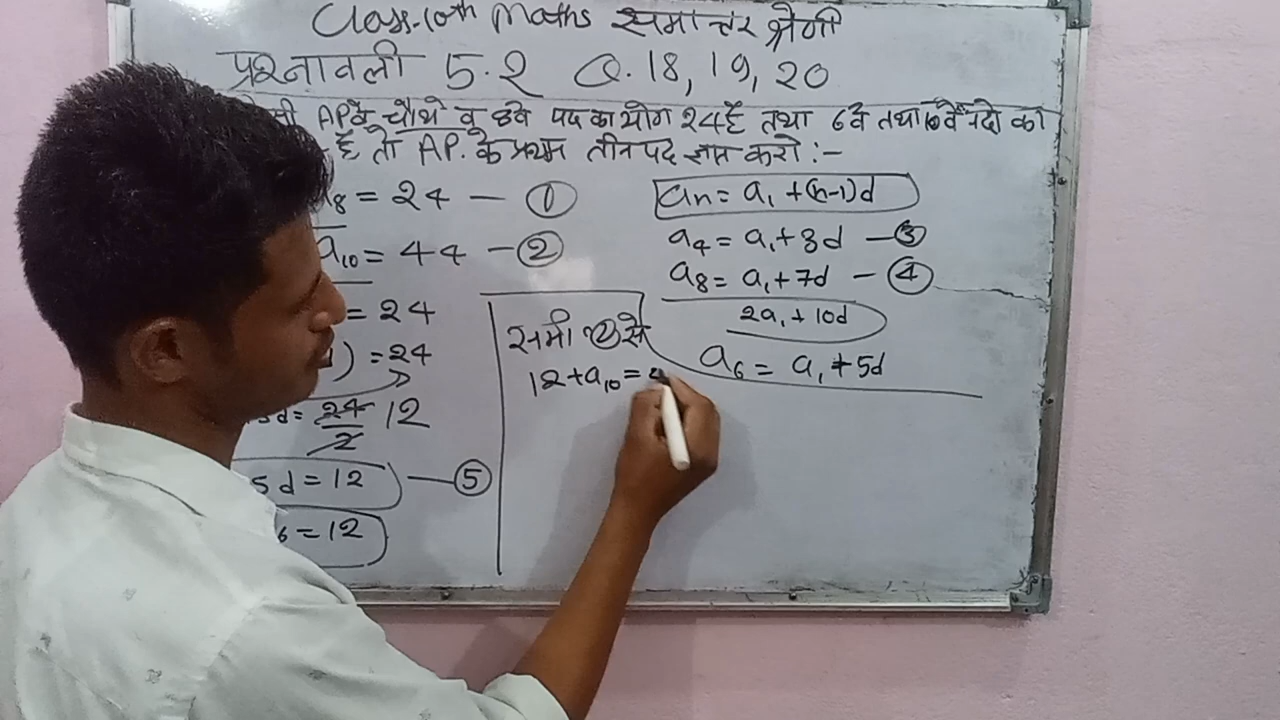 Class-10th Maths समान्तर श्रेणी
प्रश्नावली 5.2 Q.18, 19, 20
AP के चौथे व 8वे पद का योग 24 है तथा 6वे तथा 10वे पदो का
है तो AP. के प्रथम तीन पद ज्ञात करो :-
a₈ = 24 — ①
a₁₀ = 44 — ②
= 24
) = 24
3d = 24/2 12
5d = 12 — ⑤
6 = 12
समी ② से
12 + a₁₀ = 4
an = a₁ + (n-1)d
a₄ = a₁ + 3d — ③
a₈ = a₁ + 7d — ④
2a₁ + 10d
a₆ = a₁ + 5d